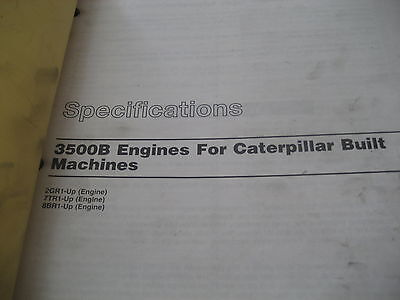 Specifications
3500B Engines For Caterpillar Built
Machines
2GR1-Up (Engine)
7TR1-Up (Engine)
8BR1-Up (Engine)